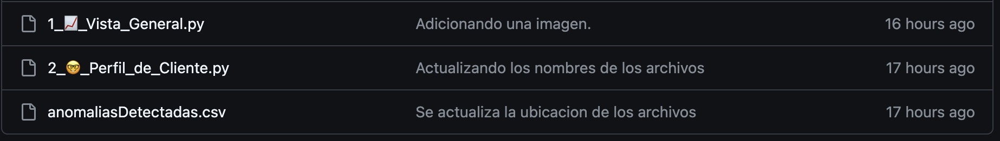 1_📈_Vista_General.py Adicionando una imagen. 16 hours ago
2_🤓_Perfil_de_Cliente.py Actualizando los nombres de los archivos 17 hours ago
anomaliasDetectadas.csv Se actualiza la ubicacion de los archivos 17 hours ago